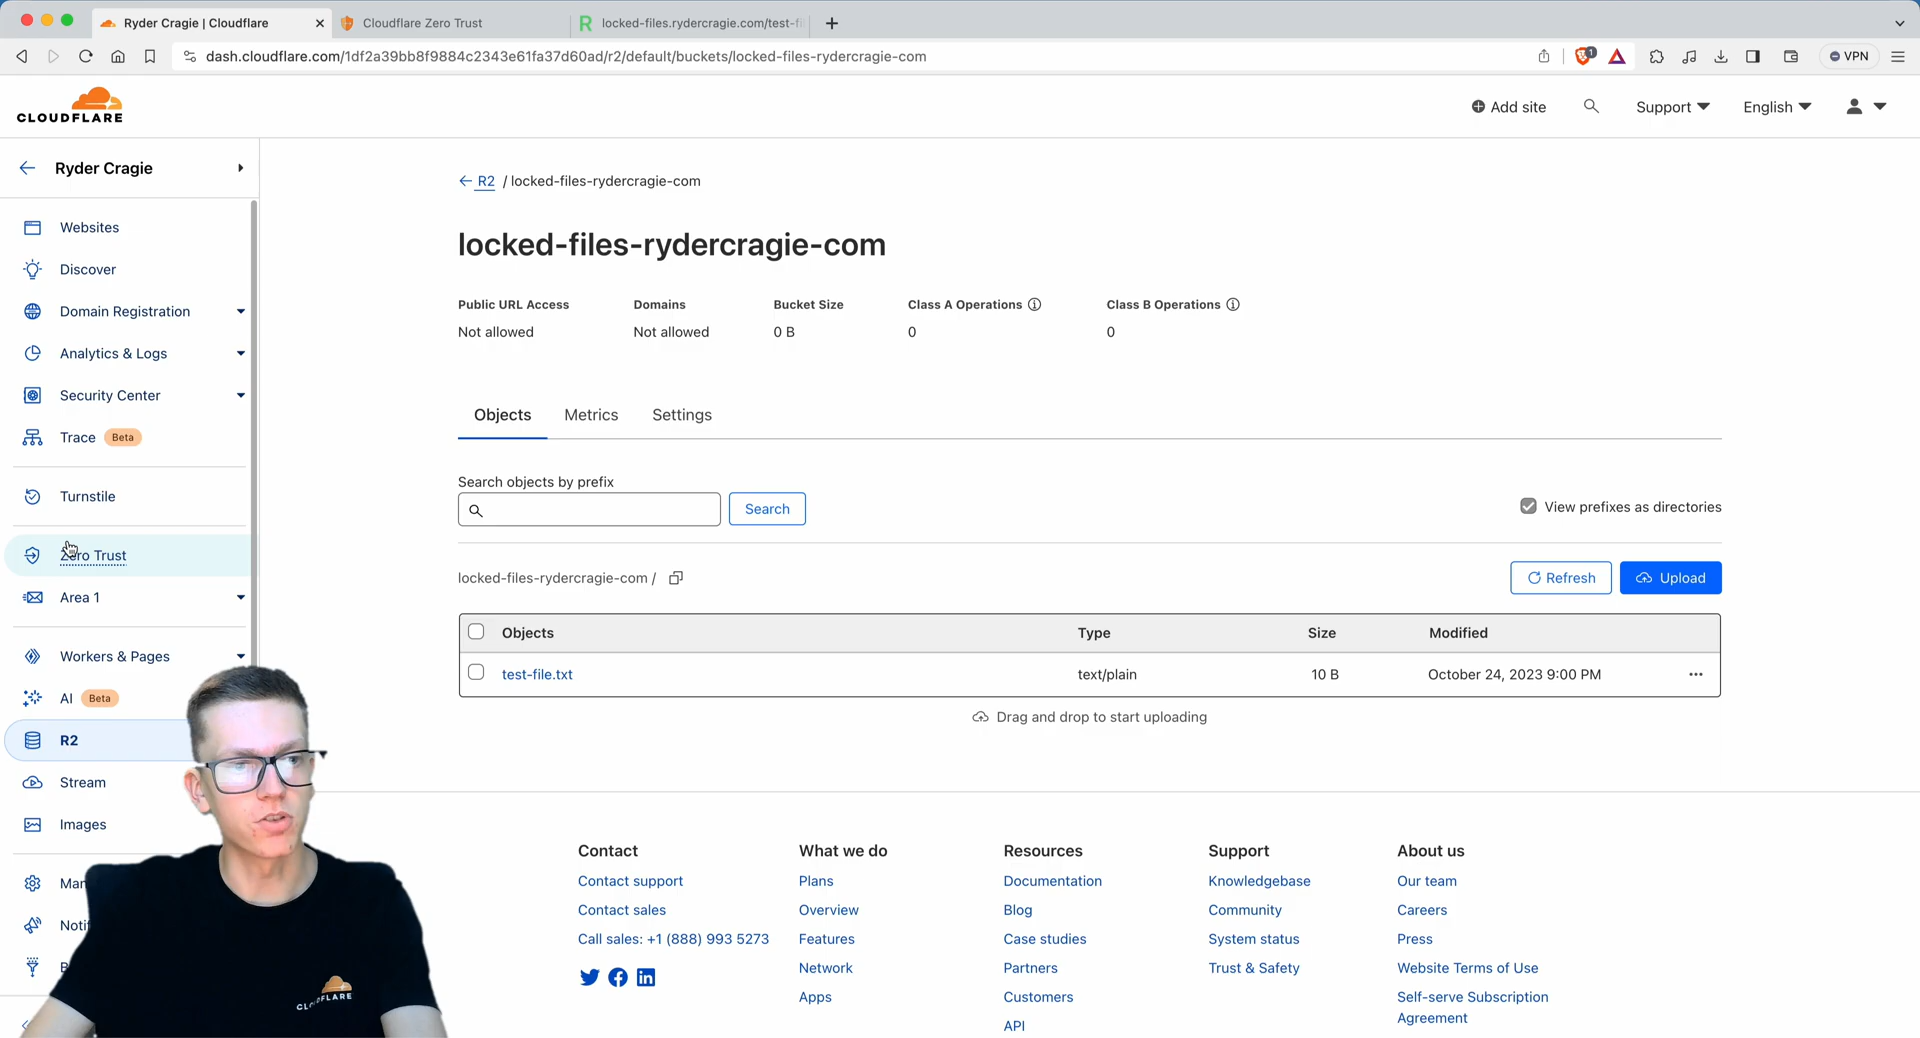 Ryder Cragie | Cloudflare
Cloudflare Zero Trust
locked-files.rydercragie.com/test-fi
dash.cloudflare.com/1df2a39bb8f9884c2343e61fa37d60ad/r2/default/buckets/locked-files-rydercragie-com
1
VPN
CLOUDFLARE
Add site
Support
English
Ryder Cragie
Websites
Discover
Domain Registration
Analytics & Logs
Security Center
Trace Beta
Turnstile
Zero Trust
Area 1
Workers & Pages
AI Beta
R2
Stream
Images
Man
Noti
B
R2 / locked-files-rydercragie-com
locked-files-rydercragie-com
Public URL Access
Not allowed
Domains
Not allowed
Bucket Size
0 B
Class A Operations
0
Class B Operations
0
Objects
Metrics
Settings
Search objects by prefix
Search
View prefixes as directories
locked-files-rydercragie-com /
Refresh
Upload
Objects Type Size Modified
test-file.txt text/plain 10 B October 24, 2023 9:00 PM
Drag and drop to start uploading
Contact
Contact support
Contact sales
Call sales: +1 (888) 993 5273
What we do
Plans
Overview
Features
Network
Apps
Resources
Documentation
Blog
Case studies
Partners
Customers
API
Support
Knowledgebase
Community
System status
Trust & Safety
About us
Our team
Careers
Press
Website Terms of Use
Self-serve Subscription
Agreement